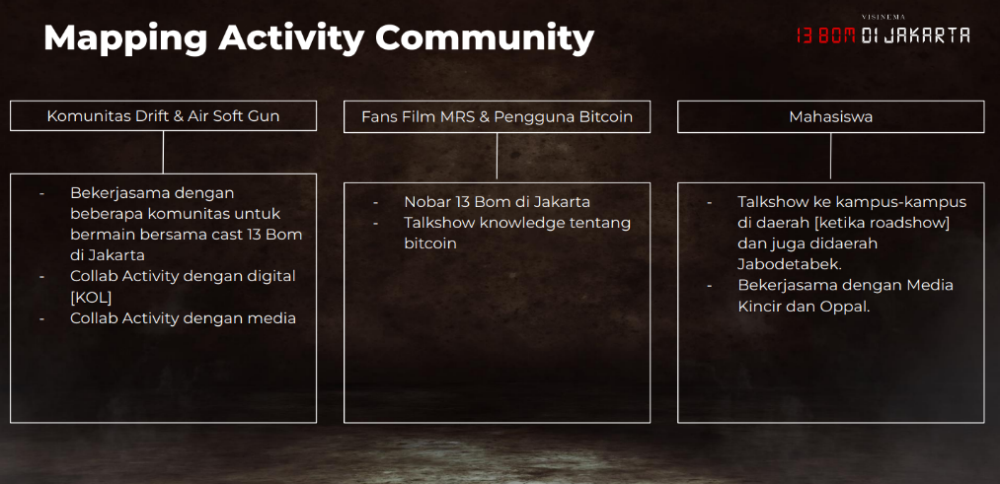 Mapping Activity Community
VISINEMA
13 BOM DI JAKARTA
Komunitas Drift & Air Soft Gun
- Bekerjasama dengan
beberapa komunitas untuk
bermain bersama cast 13 Bom
di Jakarta
- Collab Activity dengan digital
[KOL]
- Collab Activity dengan media
Fans Film MRS & Pengguna Bitcoin
- Nobar 13 Bom di Jakarta
- Talkshow knowledge tentang
bitcoin
Mahasiswa
- Talkshow ke kampus-kampus
di daerah [ketika roadshow]
dan juga didaerah
Jabodetabek.
- Bekerjasama dengan Media
Kincir dan Oppal.